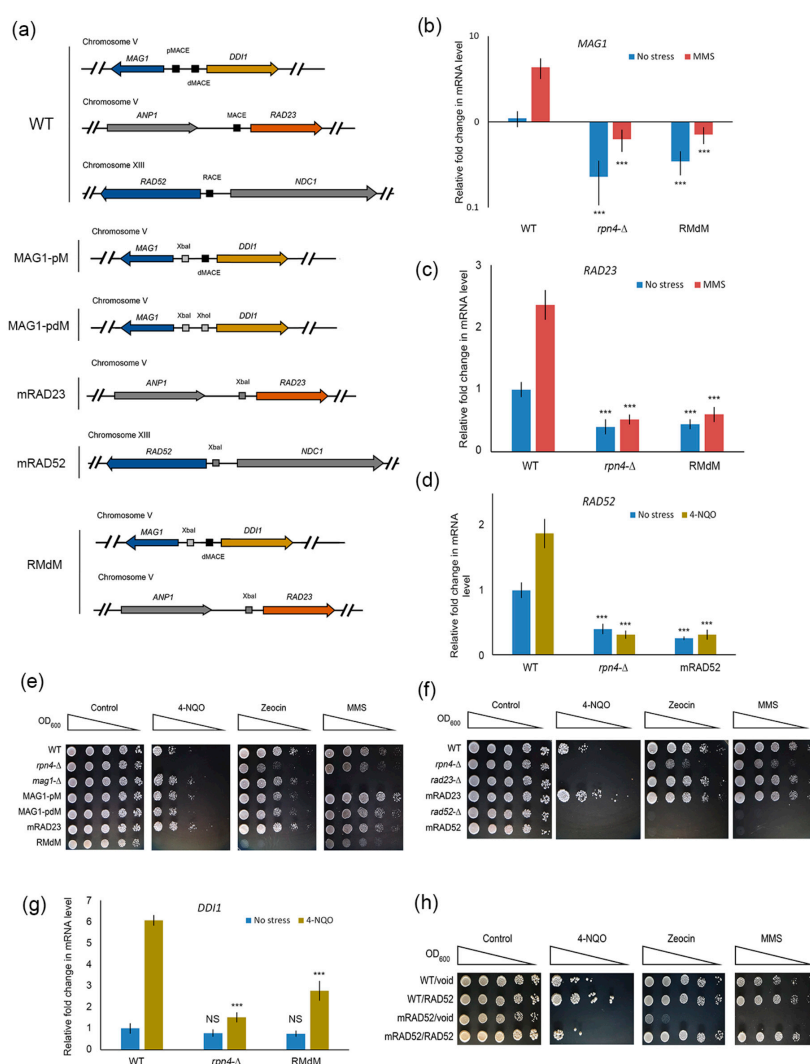 (a)
WT
Chromosome V
pMACE
MAG1
DDI1
dMACE
Chromosome V
ANP1
MACE
RAD23
Chromosome XIII
RAD52
RACE
NDC1
MAG1-pM
Chromosome V
MAG1
XbaI
DDI1
dMACE
MAG1-pdM
Chromosome V
MAG1
XbaI
XhoI
DDI1
mRAD23
Chromosome V
ANP1
XbaI
RAD23
mRAD52
Chromosome XIII
RAD52
XbaI
NDC1
RMdM
Chromosome V
MAG1
XbaI
DDI1
dMACE
Chromosome V
ANP1
XbaI
RAD23
(b)
MAG1
No stress
MMS
Relative fold change in mRNA level
10
0
0.1
***
***
***
***
WT
rpn4-Δ
RMdM
(c)
RAD23
No stress
MMS
Relative fold change in mRNA level
3
2
1
0
***
***
***
***
WT
rpn4-Δ
RMdM
(d)
RAD52
No stress
4-NQO
Relative fold change in mRNA
level
2
1
0
***
***
***
***
WT
rpn4-Δ
mRAD52
(e)
Control
4-NQO
Zeocin
MMS
OD600
WT
rpn4-Δ
mag1-Δ
MAG1-pM
MAG1-pdM
mRAD23
RMdM
(f)
Control
4-NQO
Zeocin
MMS
OD600
WT
rpn4-Δ
rad23-Δ
mRAD23
rad52-Δ
mRAD52
(g)
DDI1
No stress
4-NQO
Relative fold change in mRNA level
7
6
5
4
3
2
1
0
NS
***
NS
***
WT
rpn4-Δ
RMdM
(h)
Control
4-NQO
Zeocin
MMS
OD600
WT/void
WT/RAD52
mRAD52/void
mRAD52/RAD52